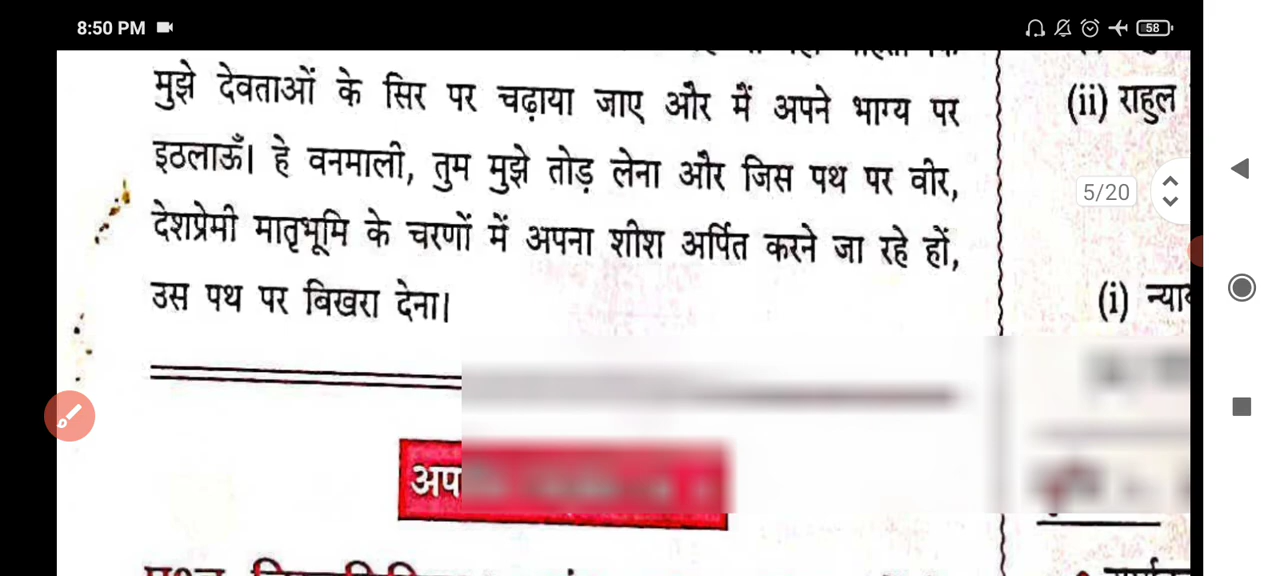 8:50 PM
58
मुझे देवताओं के सिर पर चढ़ाया जाए और मैं अपने भाग्य पर
इठलाऊँ। हे वनमाली, तुम मुझे तोड़ लेना और जिस पथ पर वीर,
देशप्रेमी मातृभूमि के चरणों में अपना शीश अर्पित करने जा रहे हों,
उस पथ पर बिखरा देना।
अप
(ii) राहुल
5/20
(i)